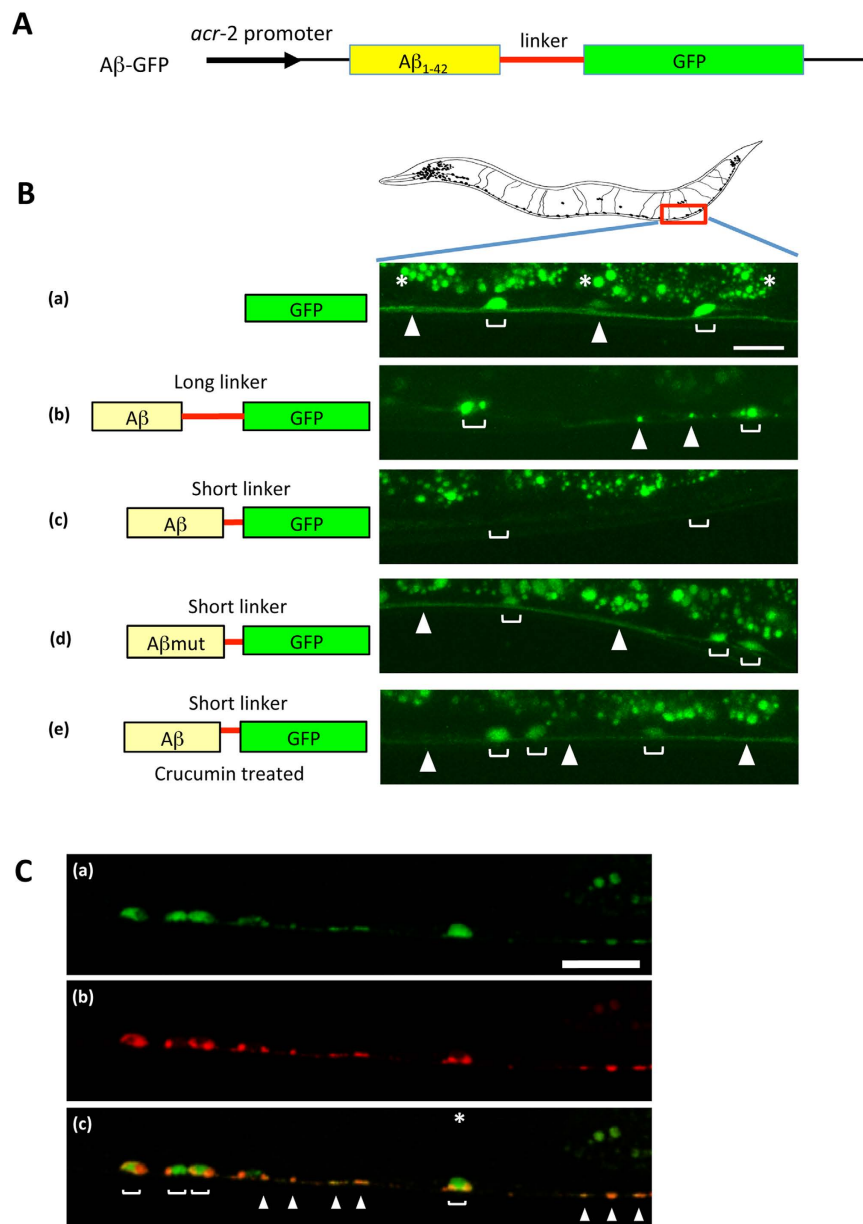 A
acr-2 promoter
linker
Aβ-GFP
Aβ1-42
GFP
B
(a)
GFP
*
*
*
Long linker
(b)
Aβ
GFP
Short linker
(c)
Aβ
GFP
Short linker
(d)
Aβmut
GFP
Short linker
(e)
Aβ
GFP
Crucumin treated
C
(a)
(b)
(c)
*